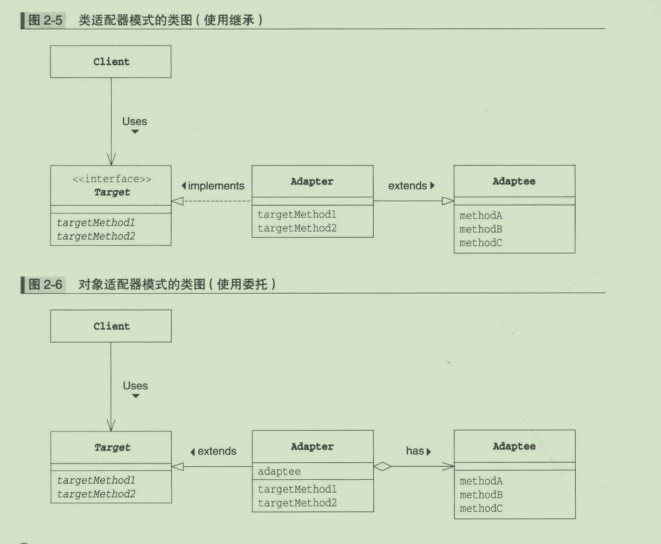 图 2-5 类适配器模式的类图(使用继承)
Client
Uses
<<interface>>
Target
targetMethod1
targetMethod2
implements
Adapter
targetMethod1
targetMethod2
extends
Adaptee
methodA
methodB
methodC
图 2-6 对象适配器模式的类图(使用委托)
Client
Uses
Target
targetMethod1
targetMethod2
extends
Adapter
adaptee
targetMethod1
targetMethod2
has
Adaptee
methodA
methodB
methodC